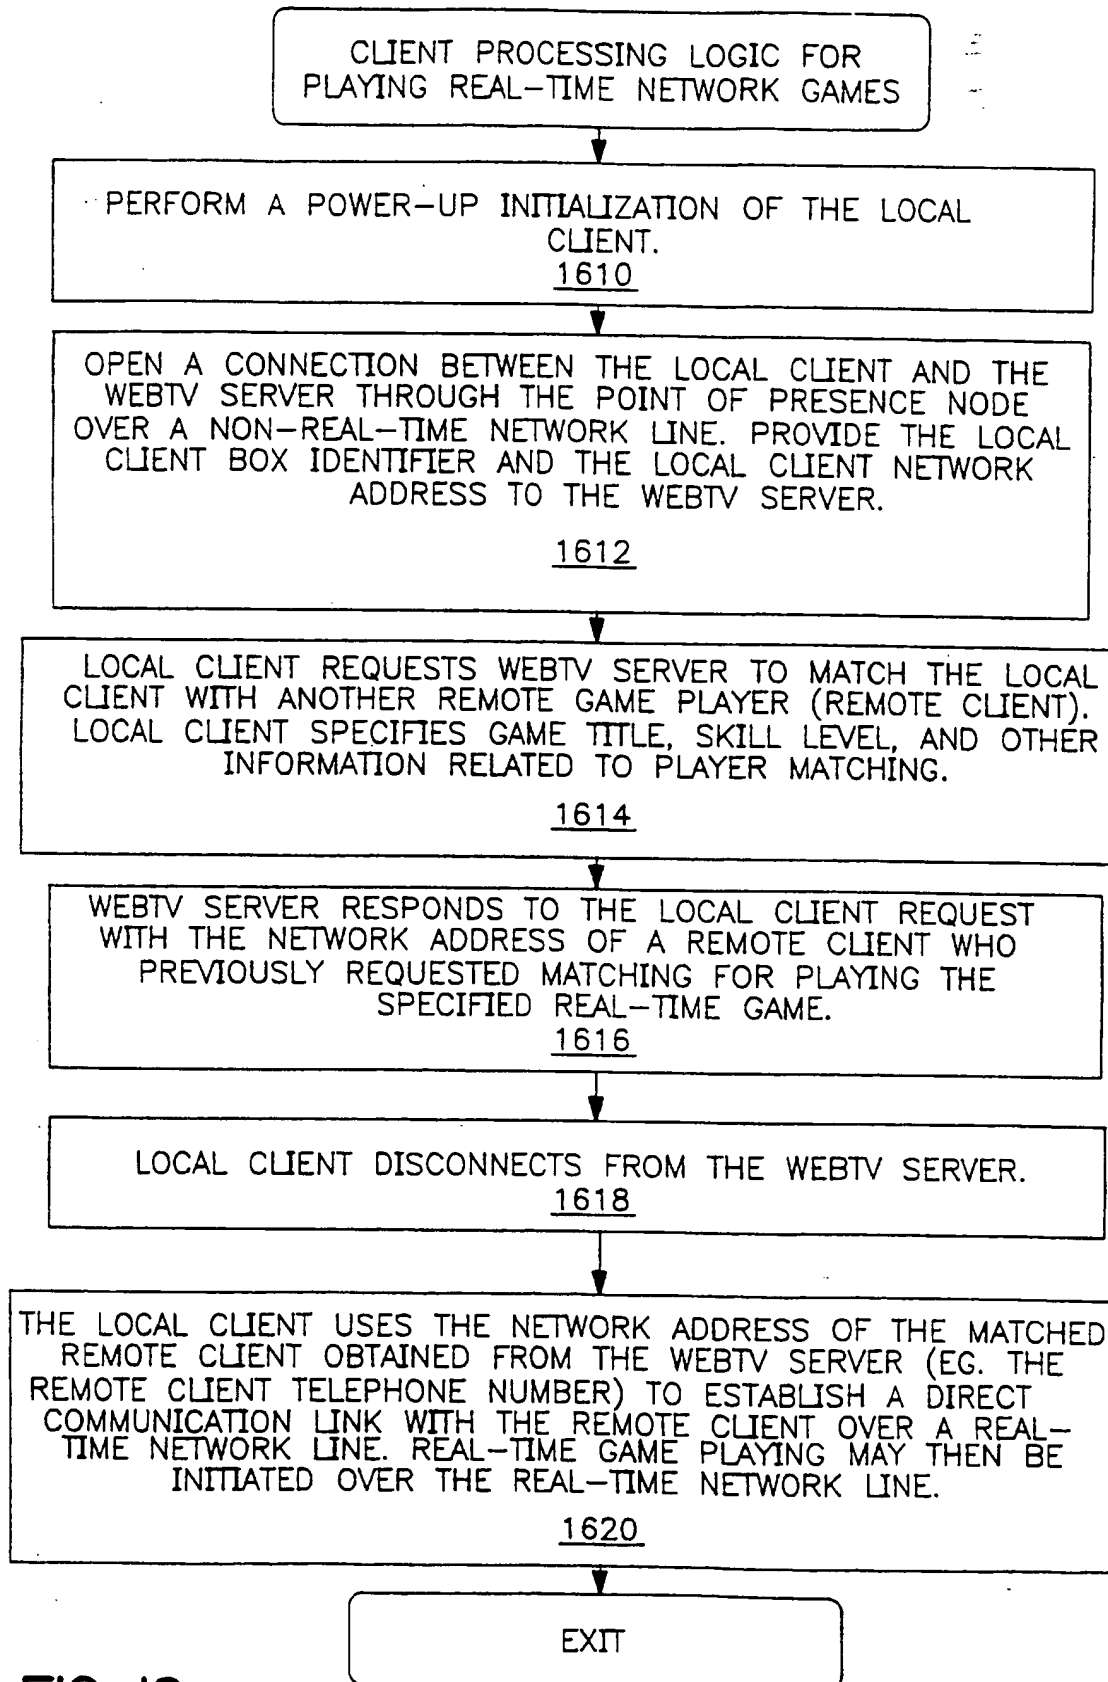 CLIENT PROCESSING LOGIC FOR
PLAYING REAL-TIME NETWORK GAMES
PERFORM A POWER-UP INITIALIZATION OF THE LOCAL
CLIENT.
1610
OPEN A CONNECTION BETWEEN THE LOCAL CLIENT AND THE
WEBTV SERVER THROUGH THE POINT OF PRESENCE NODE
OVER A NON-REAL-TIME NETWORK LINE. PROVIDE THE LOCAL
CLIENT BOX IDENTIFIER AND THE LOCAL CLIENT NETWORK
ADDRESS TO THE WEBTV SERVER.
1612
LOCAL CLIENT REQUESTS WEBTV SERVER TO MATCH THE LOCAL
CLIENT WITH ANOTHER REMOTE GAME PLAYER (REMOTE CLIENT).
LOCAL CLIENT SPECIFIES GAME TITLE, SKILL LEVEL, AND OTHER
INFORMATION RELATED TO PLAYER MATCHING.
1614
WEBTV SERVER RESPONDS TO THE LOCAL CLIENT REQUEST
WITH THE NETWORK ADDRESS OF A REMOTE CLIENT WHO
PREVIOUSLY REQUESTED MATCHING FOR PLAYING THE
SPECIFIED REAL-TIME GAME.
1616
LOCAL CLIENT DISCONNECTS FROM THE WEBTV SERVER.
1618
THE LOCAL CLIENT USES THE NETWORK ADDRESS OF THE MATCHED
REMOTE CLIENT OBTAINED FROM THE WEBTV SERVER (EG. THE
REMOTE CLIENT TELEPHONE NUMBER) TO ESTABLISH A DIRECT
COMMUNICATION LINK WITH THE REMOTE CLIENT OVER A REAL-
TIME NETWORK LINE. REAL-TIME GAME PLAYING MAY THEN BE
INITIATED OVER THE REAL-TIME NETWORK LINE.
1620
EXIT